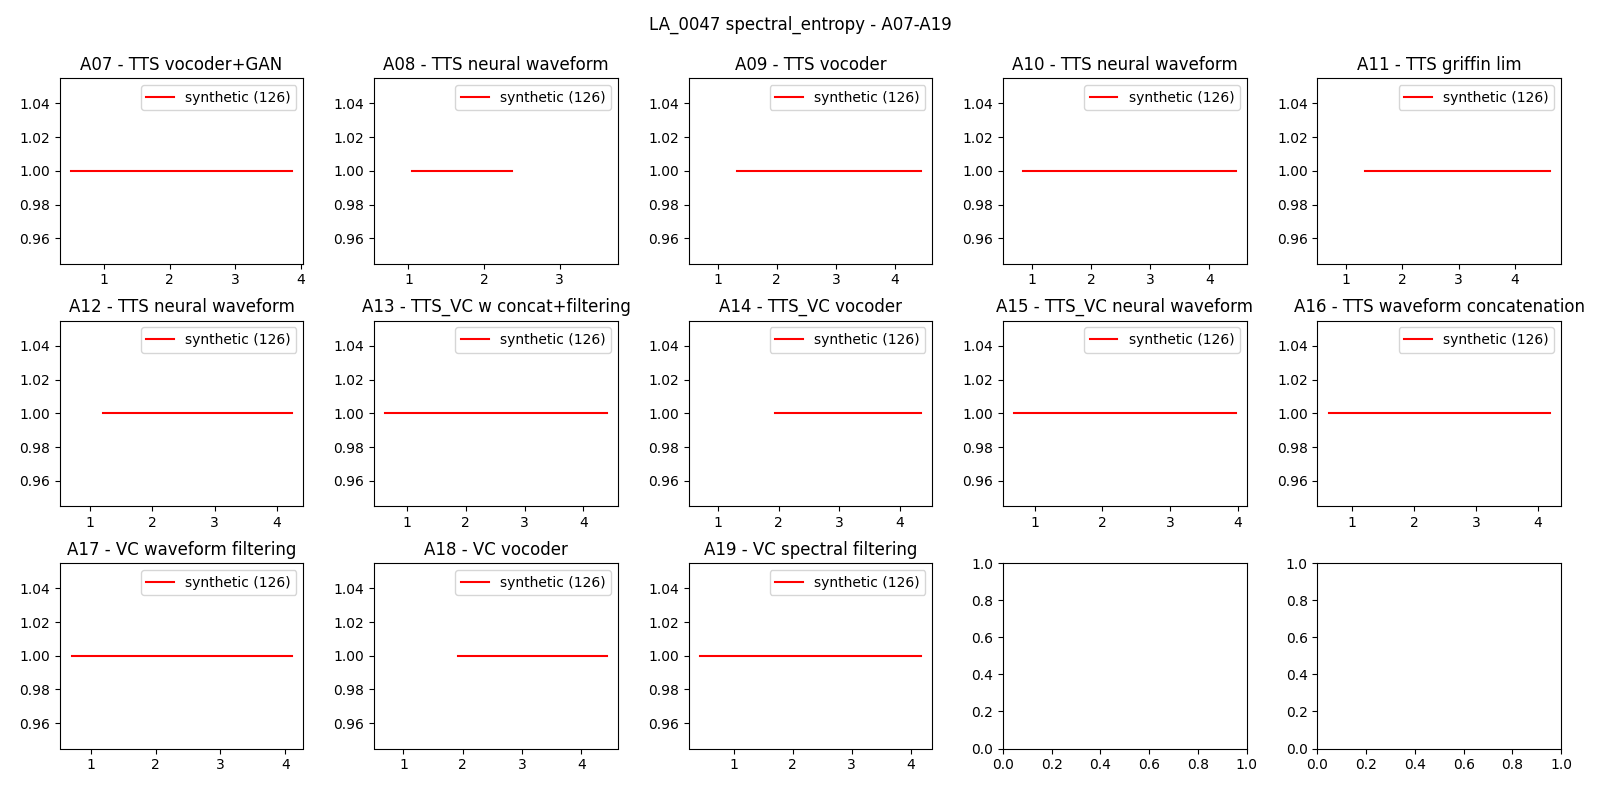 LA_0047 spectral_entropy - A07-A19
A07 - TTS vocoder+GAN
synthetic (126)
1.04
1.02
1.00
0.98
0.96
1 2 3 4
A08 - TTS neural waveform
synthetic (126)
1.04
1.02
1.00
0.98
0.96
1 2 3
A09 - TTS vocoder
synthetic (126)
1.04
1.02
1.00
0.98
0.96
1 2 3 4
A10 - TTS neural waveform
synthetic (126)
1.04
1.02
1.00
0.98
0.96
1 2 3 4
A11 - TTS griffin lim
synthetic (126)
1.04
1.02
1.00
0.98
0.96
1 2 3 4
A12 - TTS neural waveform
synthetic (126)
1.04
1.02
1.00
0.98
0.96
1 2 3 4
A13 - TTS_VC w concat+filtering
synthetic (126)
1.04
1.02
1.00
0.98
0.96
1 2 3 4
A14 - TTS_VC vocoder
synthetic (126)
1.04
1.02
1.00
0.98
0.96
1 2 3 4
A15 - TTS_VC neural waveform
synthetic (126)
1.04
1.02
1.00
0.98
0.96
1 2 3 4
A16 - TTS waveform concatenation
synthetic (126)
1.04
1.02
1.00
0.98
0.96
1 2 3 4
A17 - VC waveform filtering
synthetic (126)
1.04
1.02
1.00
0.98
0.96
1 2 3 4
A18 - VC vocoder
synthetic (126)
1.04
1.02
1.00
0.98
0.96
1 2 3 4
A19 - VC spectral filtering
synthetic (126)
1.04
1.02
1.00
0.98
0.96
1 2 3 4
1.0
0.8
0.6
0.4
0.2
0.0
0.0 0.2 0.4 0.6 0.8 1.0
1.0
0.8
0.6
0.4
0.2
0.0
0.0 0.2 0.4 0.6 0.8 1.0